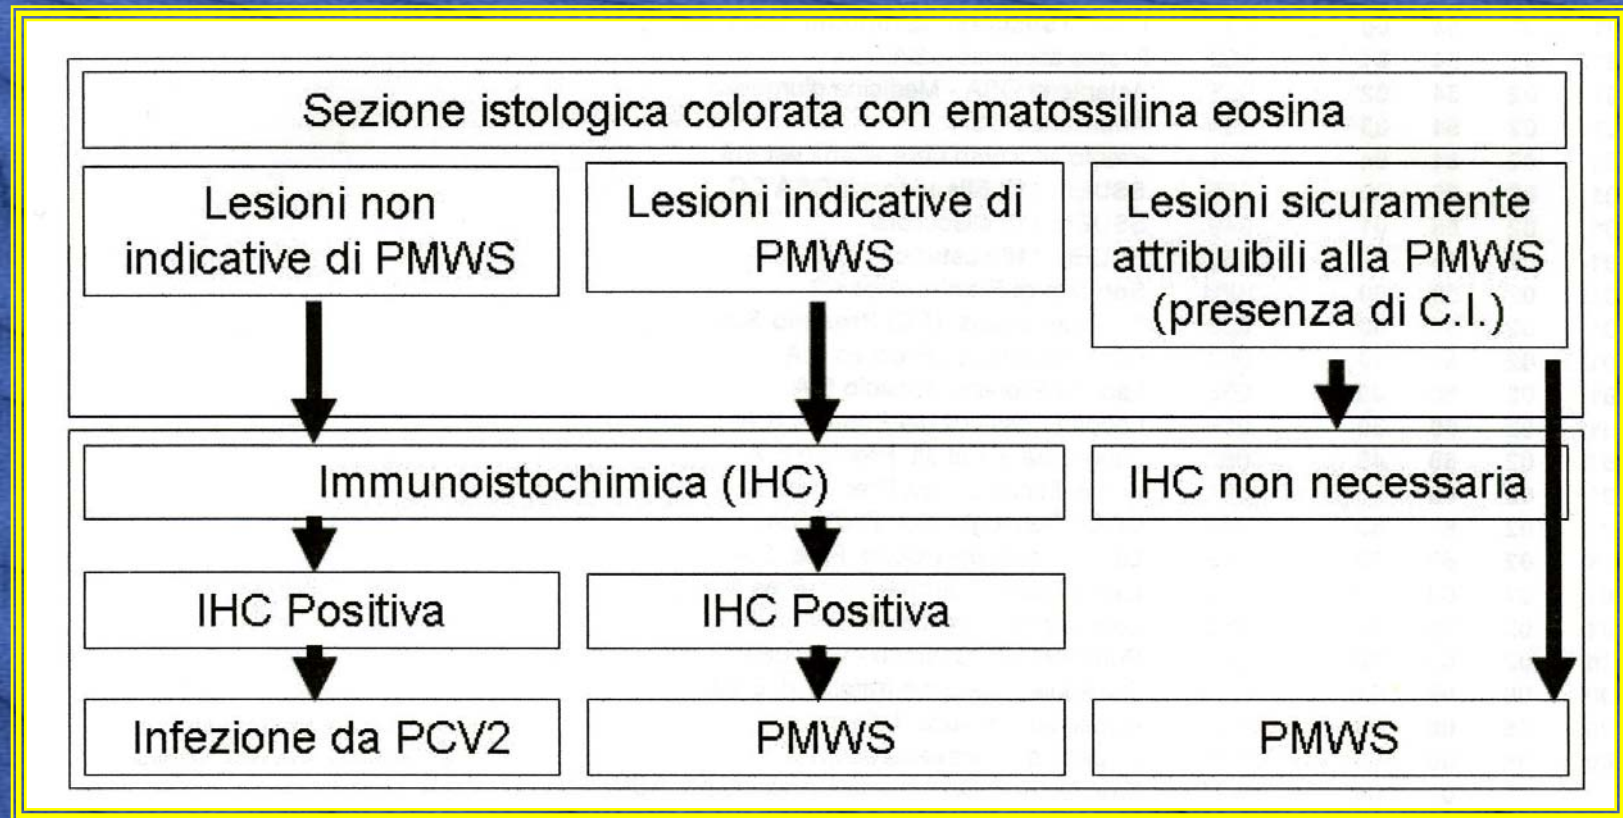 Sezione istologica colorata con ematossilina eosina
Lesioni non
indicative di PMWS
Lesioni indicative di
PMWS
Lesioni sicuramente
attribuibili alla PMWS
(presenza di C.I.)
Immunoistochimica (IHC)
IHC non necessaria
IHC Positiva
IHC Positiva
Infezione da PCV2
PMWS
PMWS